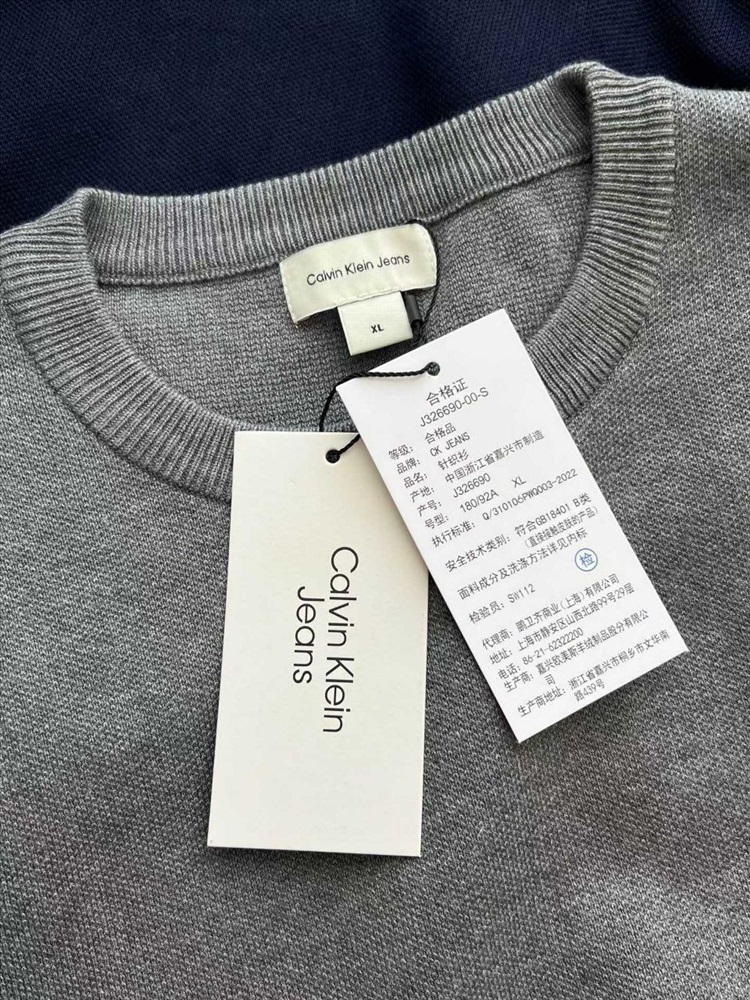 Calvin Klein Jeans
XL
合格证
J326690-00-S
等级: 合格品
品牌: CK JEANS
品名: 针织衫
产地: 中国浙江省嘉兴市制造
产号: J326690
号型: 180/92A XL
执行标准: Q/310106PWQ003-2022
安全技术类别: 符合GB18401 B类
(直接接触皮肤的产品)
面料成分及洗涤方法详见内标
检
检验员: SW112
代理商: 鹏卫齐商业(上海)有限公司
地址: 上海市静安区山西北路99号29层
电话: 86-21-62322200
生产商: 嘉兴欧美斯羊绒制品股份有限公
司
生产商地址: 浙江省嘉兴市桐乡市文华南
路439号
Calvin Klein
Jeans